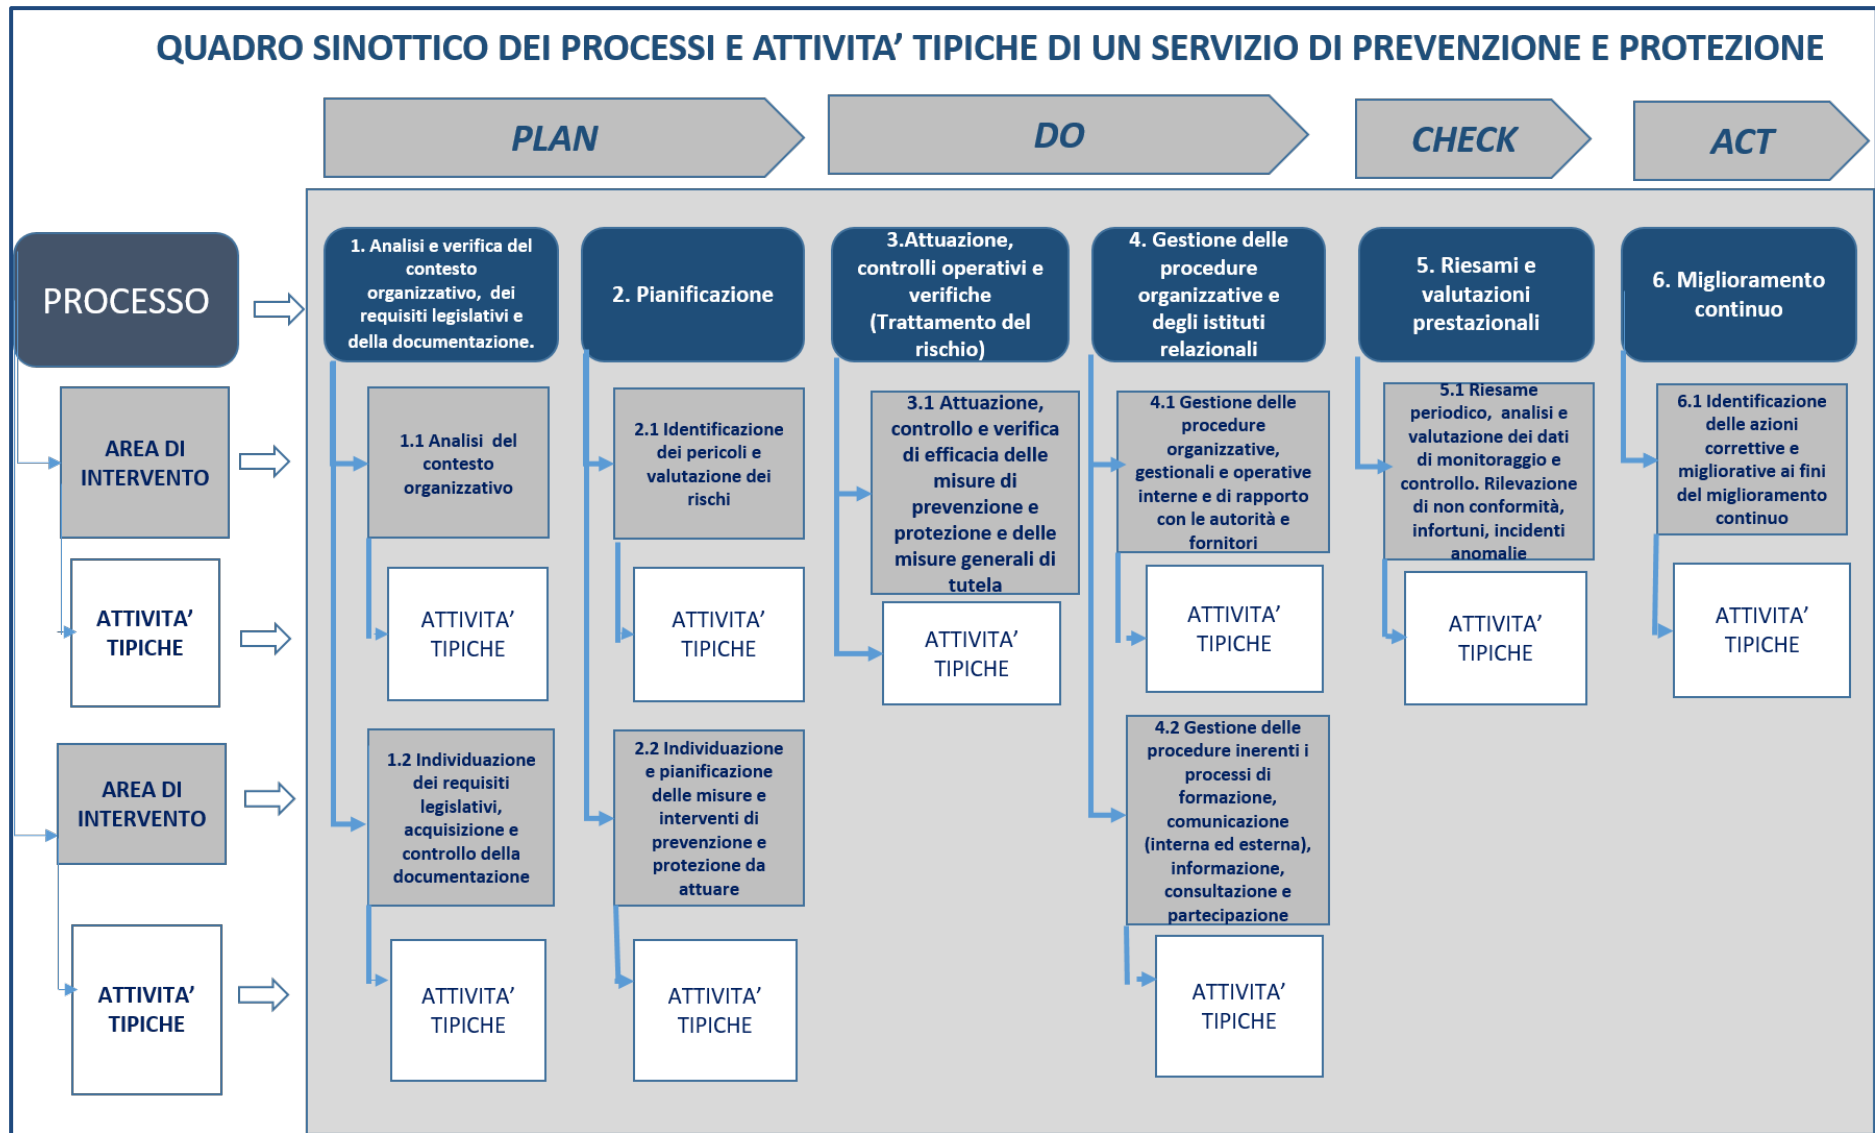 QUADRO SINOTTICO DEI PROCESSI E ATTIVITA’ TIPICHE DI UN SERVIZIO DI PREVENZIONE E PROTEZIONE
PLAN
DO
CHECK
ACT
PROCESSO
1. Analisi e verifica del
contesto
organizzativo, dei
requisiti legislativi e
della documentazione.
2. Pianificazione
3.Attuazione,
controlli operativi e
verifiche
(Trattamento del
rischio)
4. Gestione delle
procedure
organizzative e
degli istituti
relazionali
5. Riesami e
valutazioni
prestazionali
6. Miglioramento
continuo
AREA DI
INTERVENTO
1.1 Analisi del
contesto
organizzativo
2.1 Identificazione
dei pericoli e
valutazione dei
rischi
3.1 Attuazione,
controllo e verifica
di efficacia delle
misure di
prevenzione e
protezione e delle
misure generali di
tutela
4.1 Gestione delle
procedure
organizzative,
gestionali e operative
interne e di rapporto
con le autorità e
fornitori
5.1 Riesame
periodico, analisi e
valutazione dei dati
di monitoraggio e
controllo. Rilevazione
di non conformità,
infortuni, incidenti
anomalie
6.1 Identificazione
delle azioni
correttive e
migliorative ai fini
del miglioramento
continuo
ATTIVITA’
TIPICHE
ATTIVITA’
TIPICHE
ATTIVITA’
TIPICHE
ATTIVITA’
TIPICHE
ATTIVITA’
TIPICHE
ATTIVITA’
TIPICHE
ATTIVITA’
TIPICHE
AREA DI
INTERVENTO
1.2 Individuazione
dei requisiti
legislativi,
acquisizione e
controllo della
documentazione
2.2 Individuazione
e pianificazione
delle misure e
interventi di
prevenzione e
protezione da
attuare
4.2 Gestione delle
procedure inerenti i
processi di
formazione,
comunicazione
(interna ed esterna),
informazione,
consultazione e
partecipazione
ATTIVITA’
TIPICHE
ATTIVITA’
TIPICHE
ATTIVITA’
TIPICHE
ATTIVITA’
TIPICHE